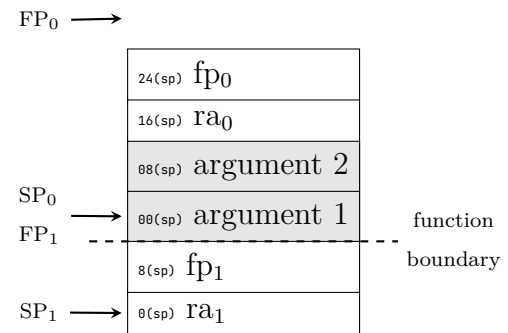 FP₀
24(sp) fp₀
16(sp) ra₀
08(sp) argument 2
SP₀
00(sp) argument 1
FP₁
function
boundary
8(sp) fp₁
SP₁
0(sp) ra₁